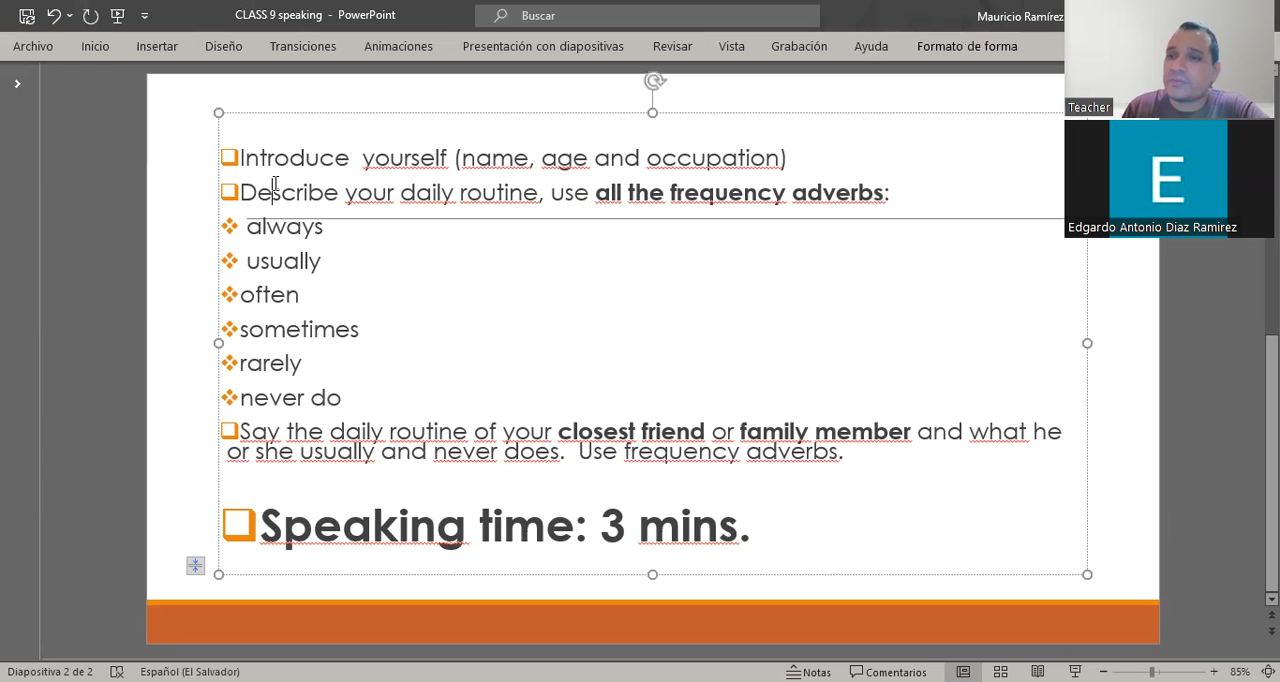 CLASS 9 speaking - PowerPoint
Buscar
Mauricio Ramírez
Archivo Inicio Insertar Diseño Transiciones Animaciones Presentación con diapositivas Revisar Vista Grabación Ayuda Formato de forma
Teacher
E
Edgardo Antonio Diaz Ramirez
Introduce yourself (name, age and occupation)
Describe your daily routine, use all the frequency adverbs:
always
usually
often
sometimes
rarely
never do
Say the daily routine of your closest friend or family member and what he
or she usually and never does. Use frequency adverbs.
Speaking time: 3 mins.
Diapositiva 2 de 2 Español (El Salvador) Notas Comentarios 85%